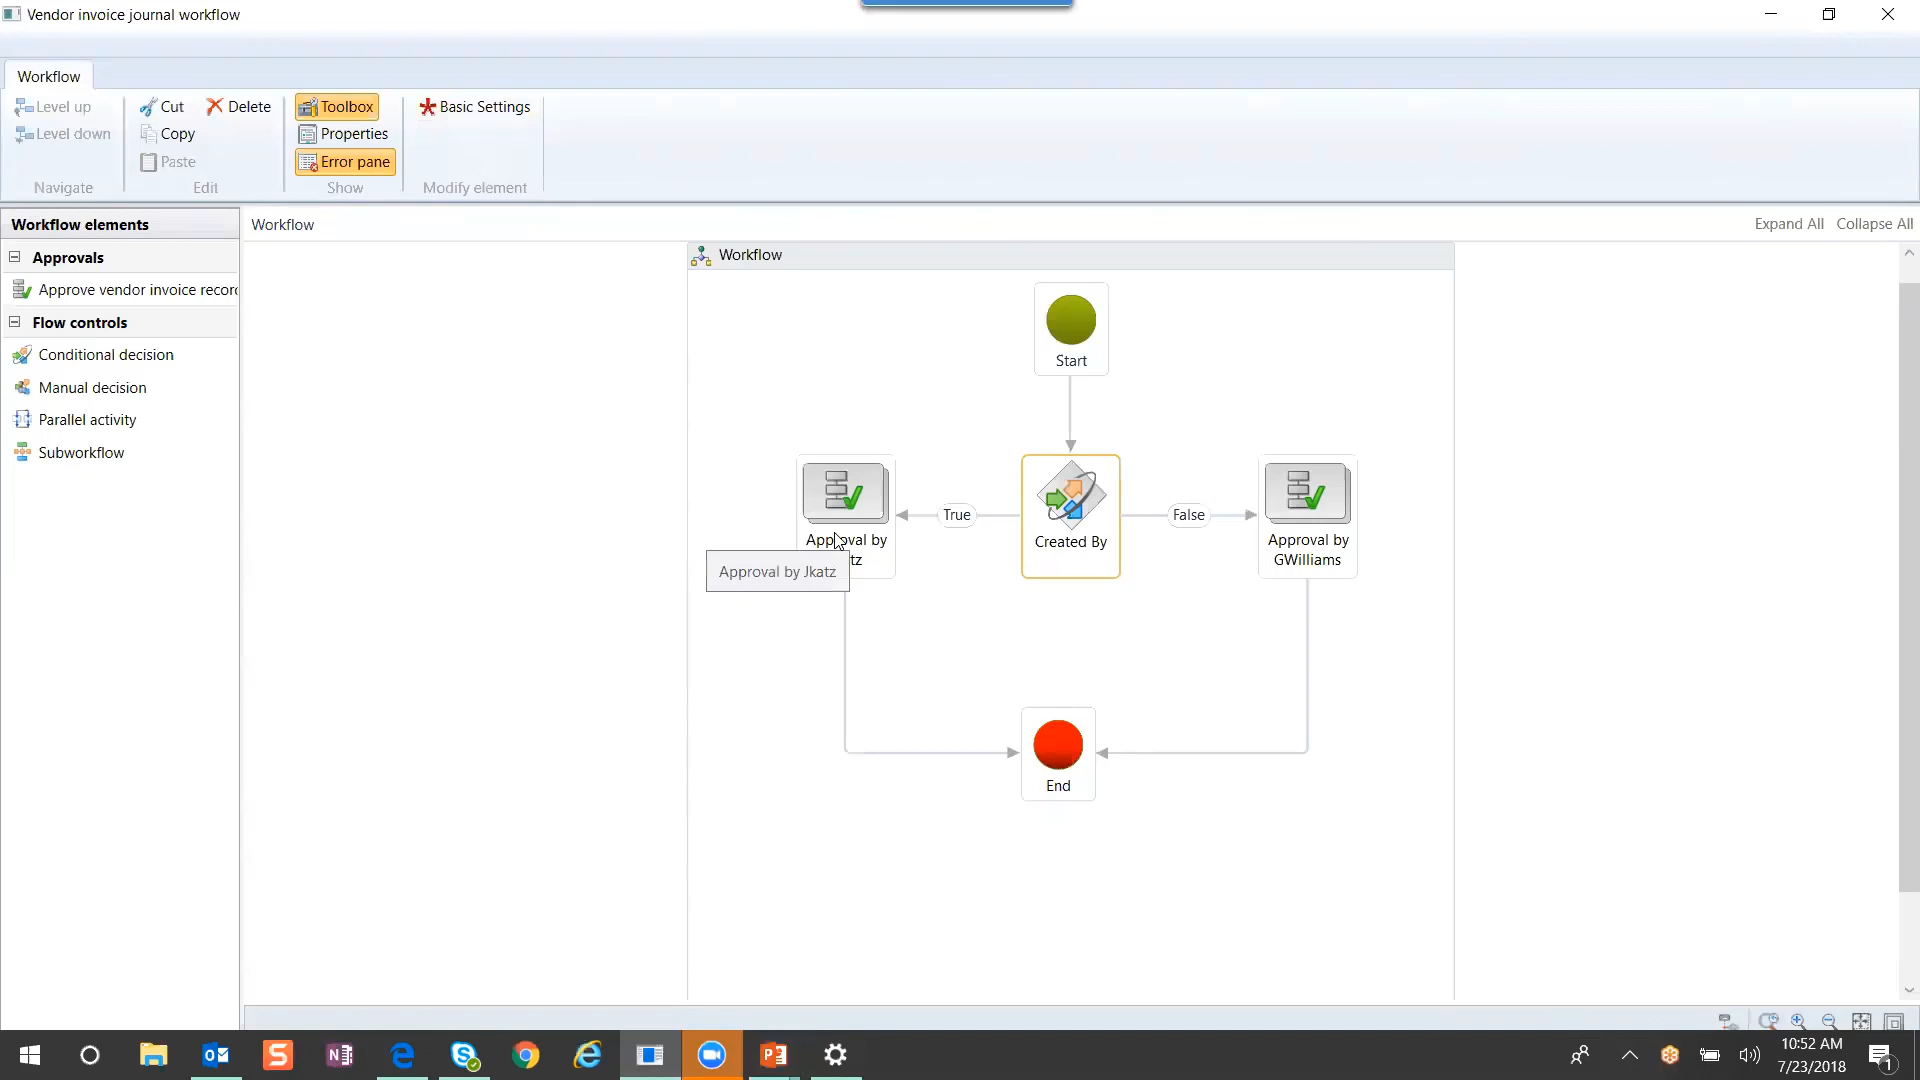 Vendor invoice journal workflow
Workflow
Level up
Level down
Navigate
Cut
Delete
Copy
Paste
Edit
Toolbox
Properties
Error pane
Show
Basic Settings
Modify element
Workflow elements
Approvals
Approve vendor invoice recor
Flow controls
Conditional decision
Manual decision
Parallel activity
Subworkflow
Workflow
Expand All
Collapse All
Workflow
Start
True
Created By
False
Approval by
tz
Approval by Jkatz
Approval by
GWilliams
End
10:52 AM
7/23/2018
1